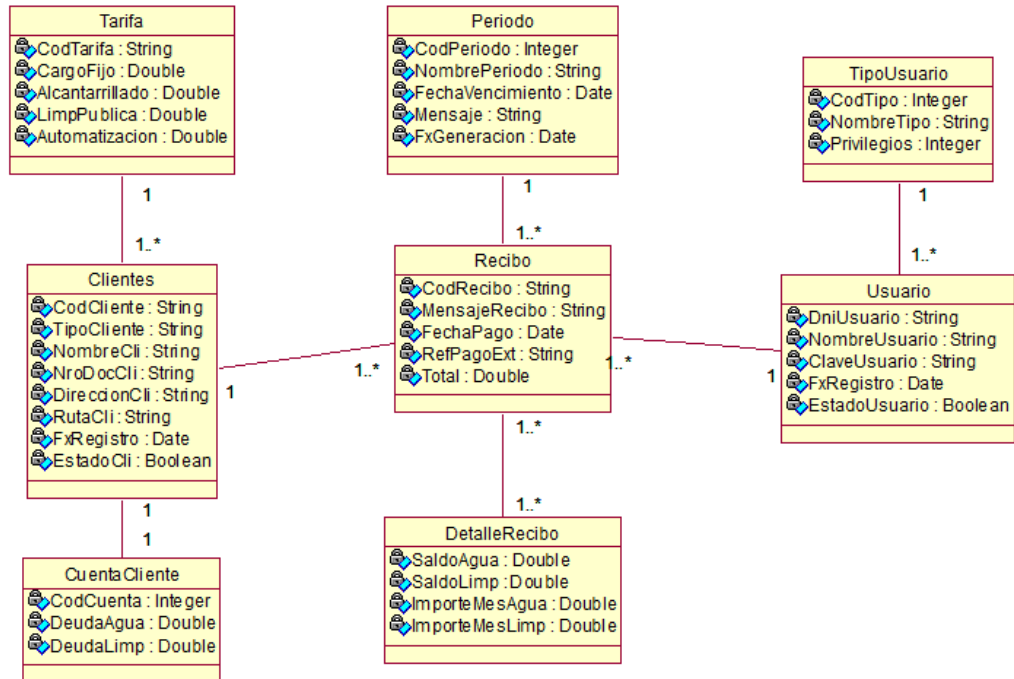 Tarifa
CodTarifa : String
CargoFijo : Double
Alcantarillado : Double
LimpPublica : Double
Automatizacion : Double
1
1..*
Periodo
CodPeriodo : Integer
NombrePeriodo : String
FechaVencimiento : Date
Mensaje : String
FxGeneracion : Date
1
1..*
TipoUsuario
CodTipo : Integer
NombreTipo : String
Privilegios : Integer
1
1..*
Clientes
CodCliente : String
TipoCliente : String
NombreCli : String
NroDocCli : String
DireccionCli : String
RutaCli : String
FxRegistro : Date
EstadoCli : Boolean
1
1..*
1
1
Recibo
CodRecibo : String
MensajeRecibo : String
FechaPago : Date
RefPagoExt : String
Total : Double
1..*
1
1..*
1..*
Usuario
DniUsuario : String
NombreUsuario : String
ClaveUsuario : String
FxRegistro : Date
EstadoUsuario : Boolean
CuentaCliente
CodCuenta : Integer
DeudaAgua : Double
DeudaLimp : Double
DetalleRecibo
SaldoAgua : Double
SaldoLimp : Double
ImporteMesAgua : Double
ImporteMesLimp : Double